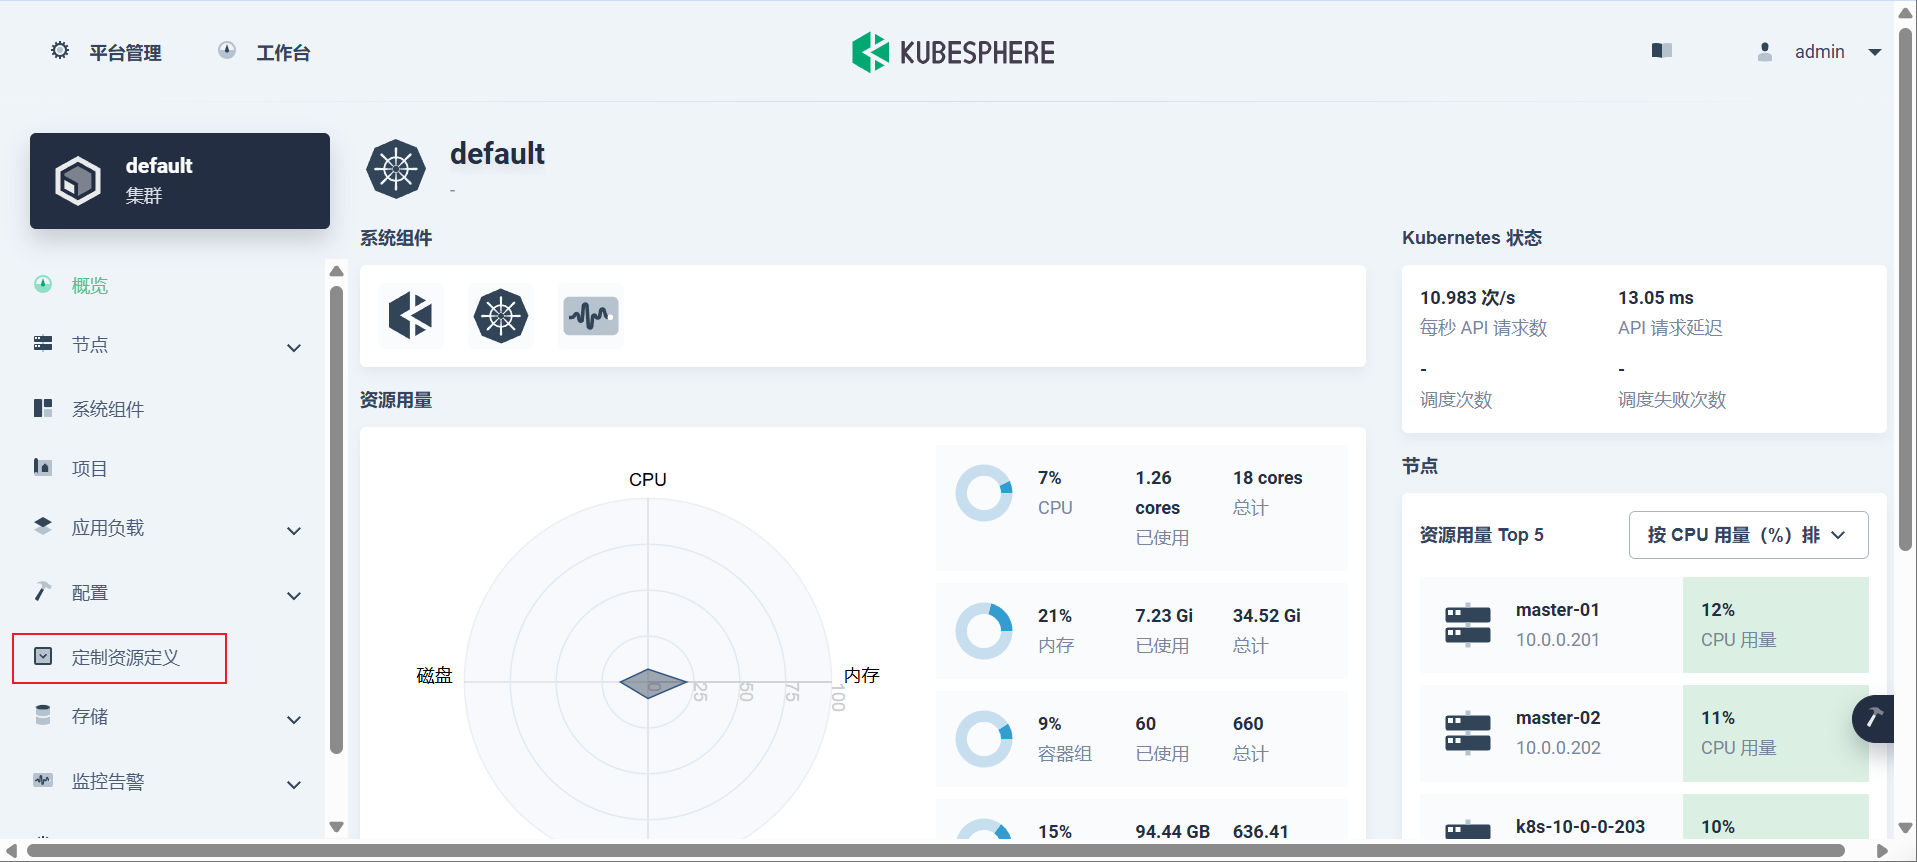 平台管理
工作台
KUBESPHERE
admin
default
集群
概览
节点
系统组件
项目
应用负载
配置
定制资源定义
存储
监控告警
default
-
系统组件
资源用量
CPU
磁盘
内存
0
25
50
75
100
7%
CPU
1.26
cores
已使用
18 cores
总计
21%
内存
7.23 Gi
已使用
34.52 Gi
总计
9%
容器组
60
已使用
660
总计
15%
94.44 GB
636.41
Kubernetes 状态
10.983 次/s
每秒 API 请求数
13.05 ms
API 请求延迟
-
调度次数
-
调度失败次数
节点
资源用量 Top 5
按 CPU 用量（%）排
master-01
10.0.0.201
12%
CPU 用量
master-02
10.0.0.202
11%
CPU 用量
k8s-10-0-0-203
10%